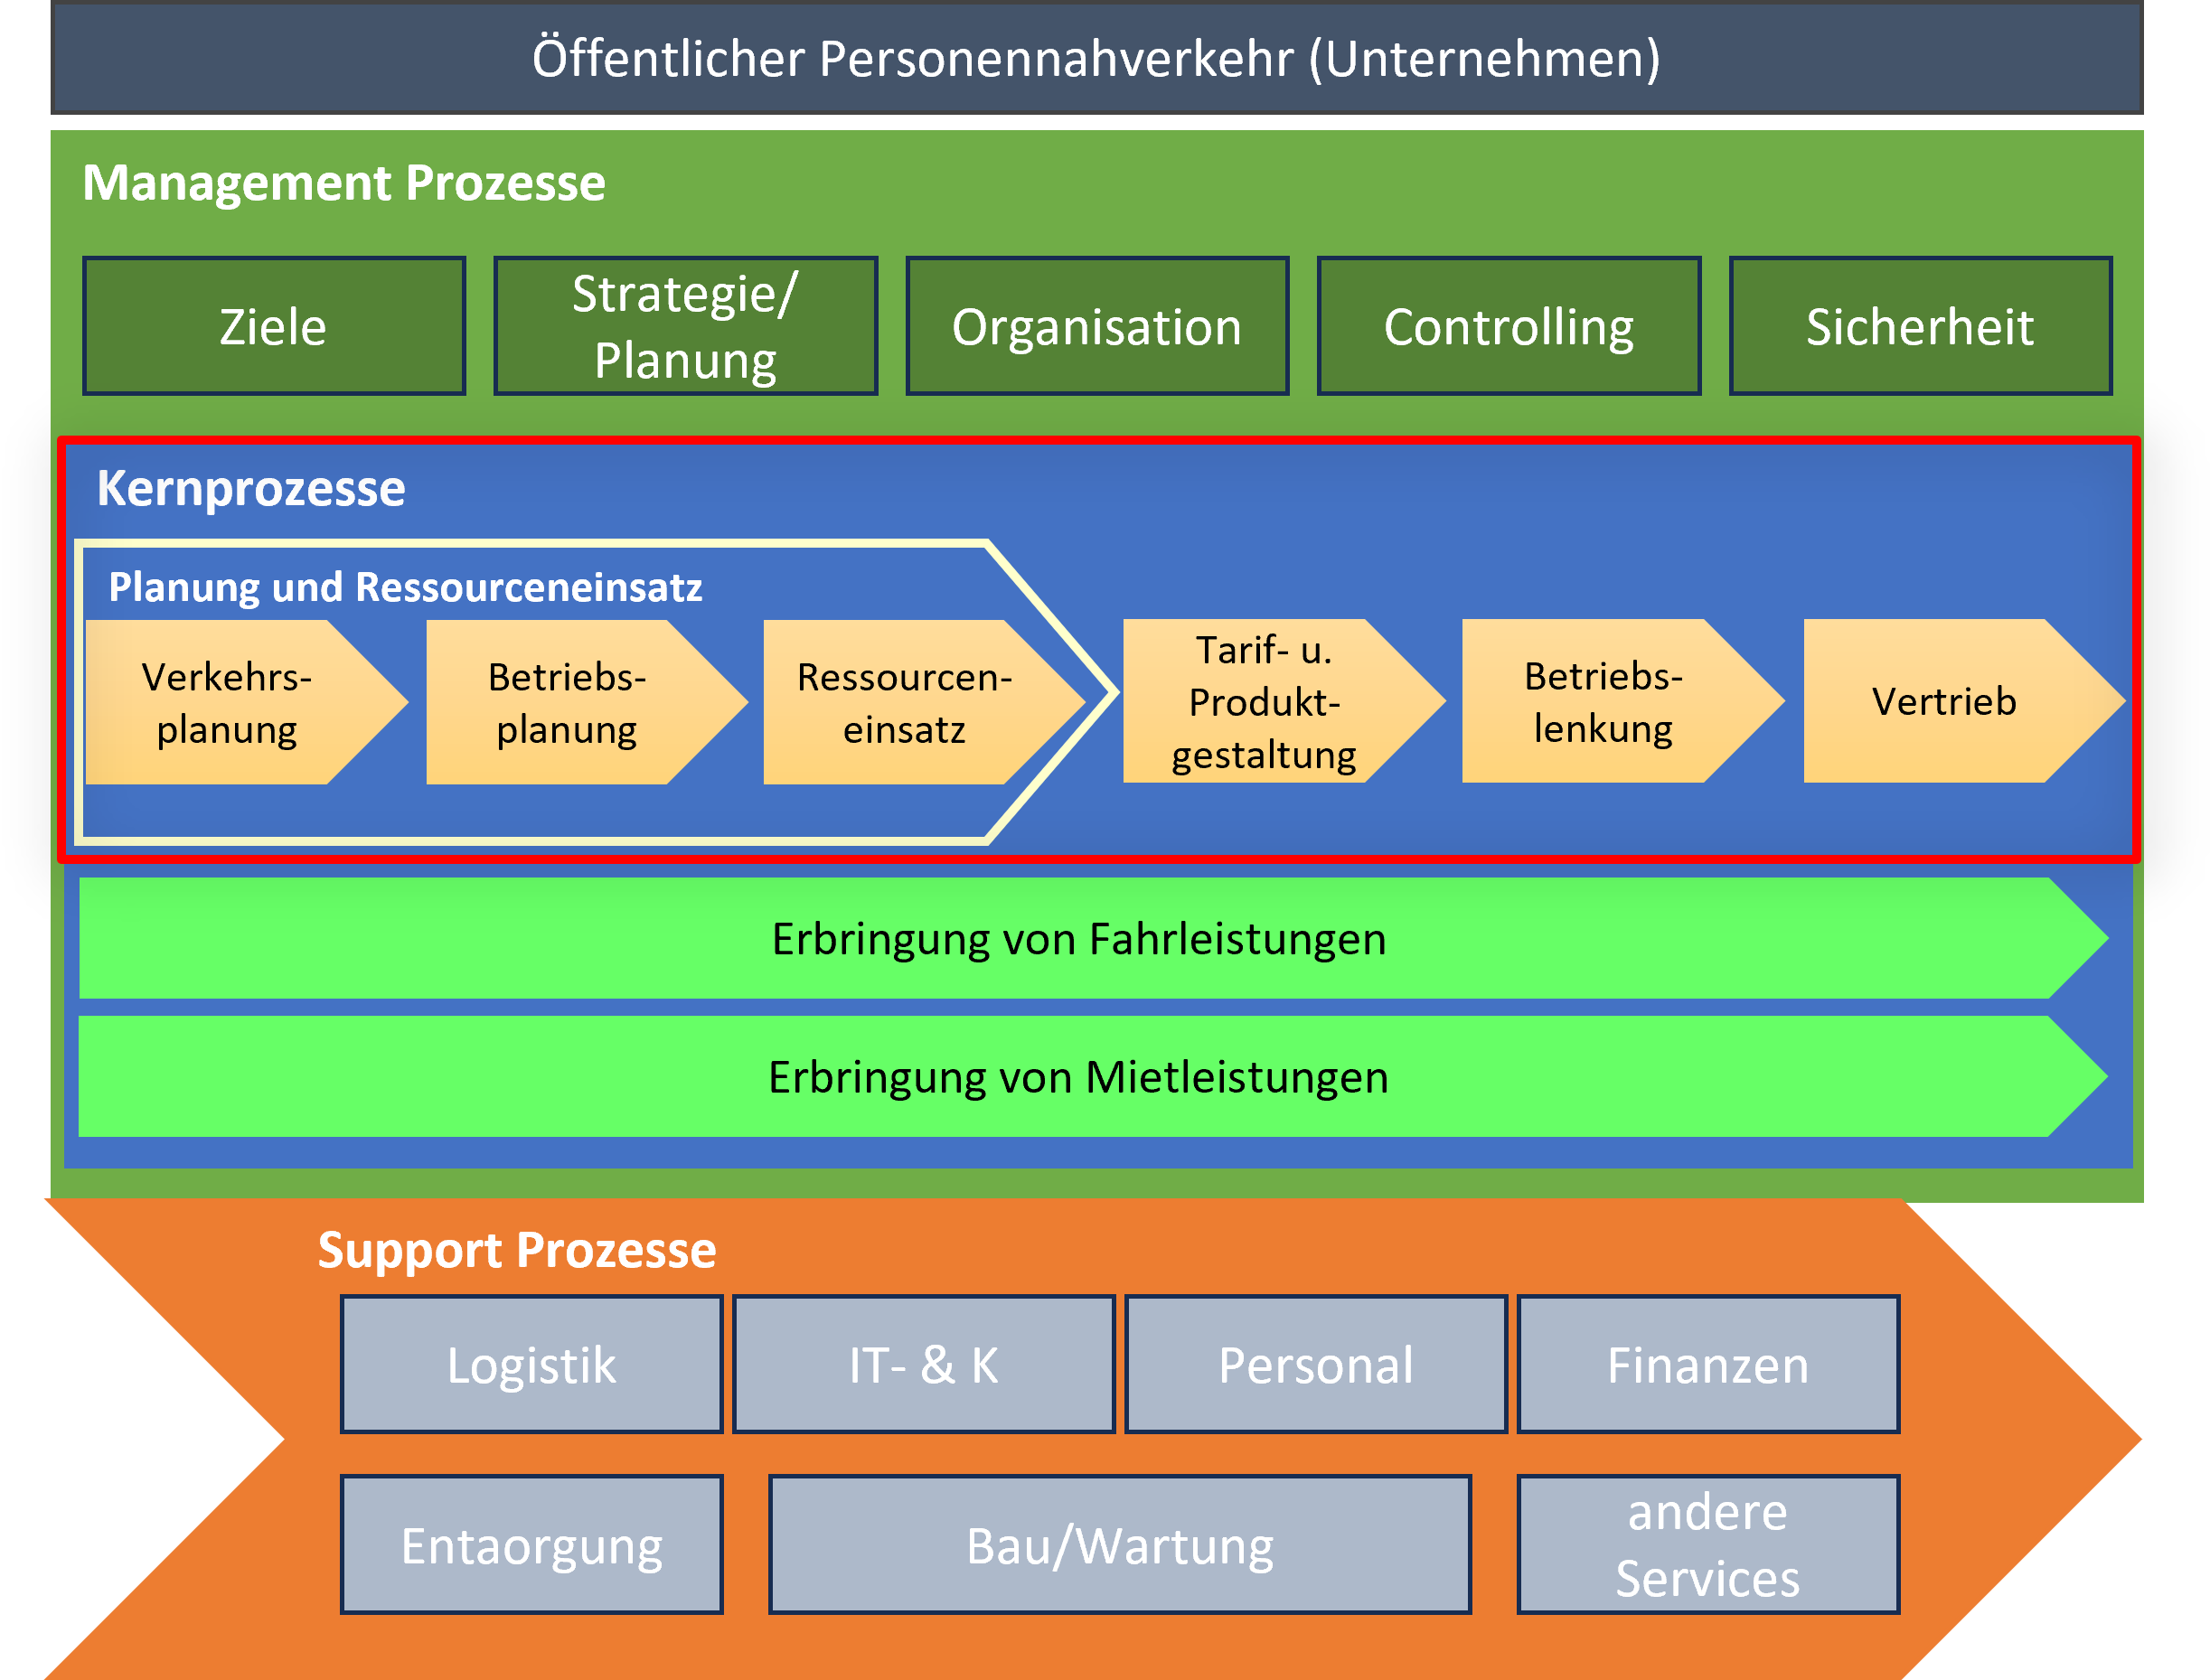 Öffentlicher Personennahverkehr (Unternehmen)
Management Prozesse
Ziele
Strategie/
Planung
Organisation
Controlling
Sicherheit
Kernprozesse
Planung und Ressourceneinsatz
Verkehrs-
planung
Betriebs-
planung
Ressourcen-
einsatz
Tarif- u.
Produkt-
gestaltung
Betriebs-
lenkung
Vertrieb
Erbringung von Fahrleistungen
Erbringung von Mietleistungen
Support Prozesse
Logistik
IT- & K
Personal
Finanzen
Entaorgung
Bau/Wartung
andere
Services